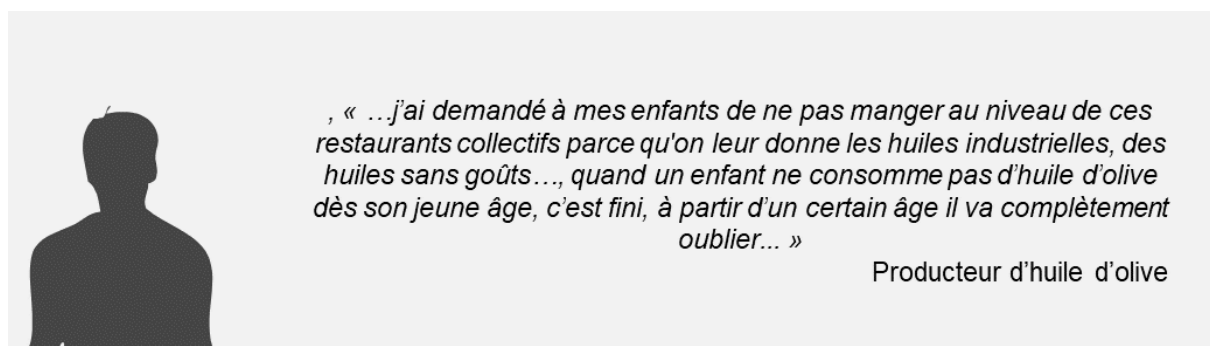 , « …j’ai demandé à mes enfants de ne pas manger au niveau de ces
restaurants collectifs parce qu'on leur donne les huiles industrielles, des
huiles sans goûts…, quand un enfant ne consomme pas d’huile d’olive
dès son jeune âge, c’est fini, à partir d’un certain âge il va complètement
oublier... »
Producteur d’huile d’olive